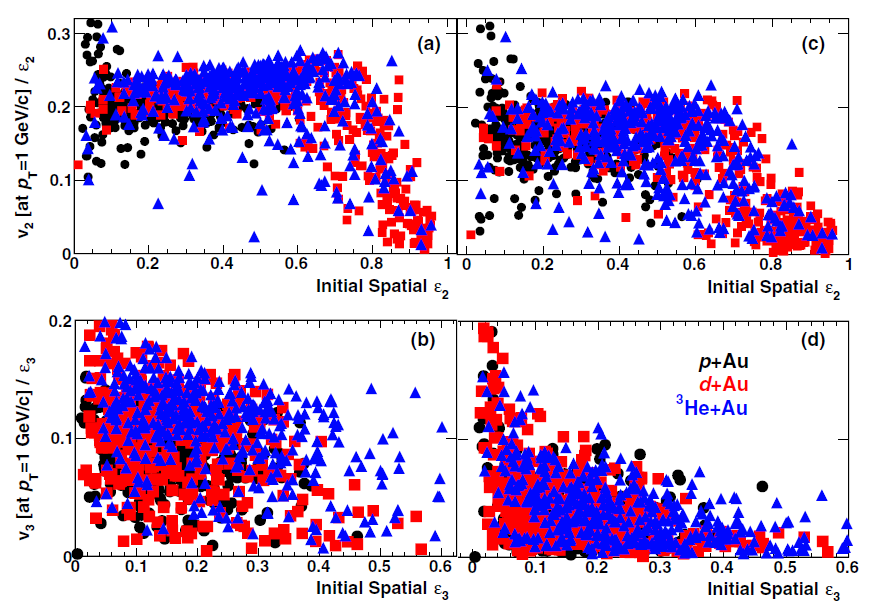 0.3
0.2
0.1
0
v2 [at pT=1 GeV/c] / ε2
(a)
0 0.2 0.4 0.6 0.8 1
Initial Spatial ε2
(c)
0 0.2 0.4 0.6 0.8 1
Initial Spatial ε2
0.2
0.1
0
v3 [at pT=1 GeV/c] / ε3
(b)
0 0.1 0.2 0.3 0.4 0.5 0.6
Initial Spatial ε3
(d)
p+Au
d+Au
3He+Au
0 0.1 0.2 0.3 0.4 0.5 0.6
Initial Spatial ε3